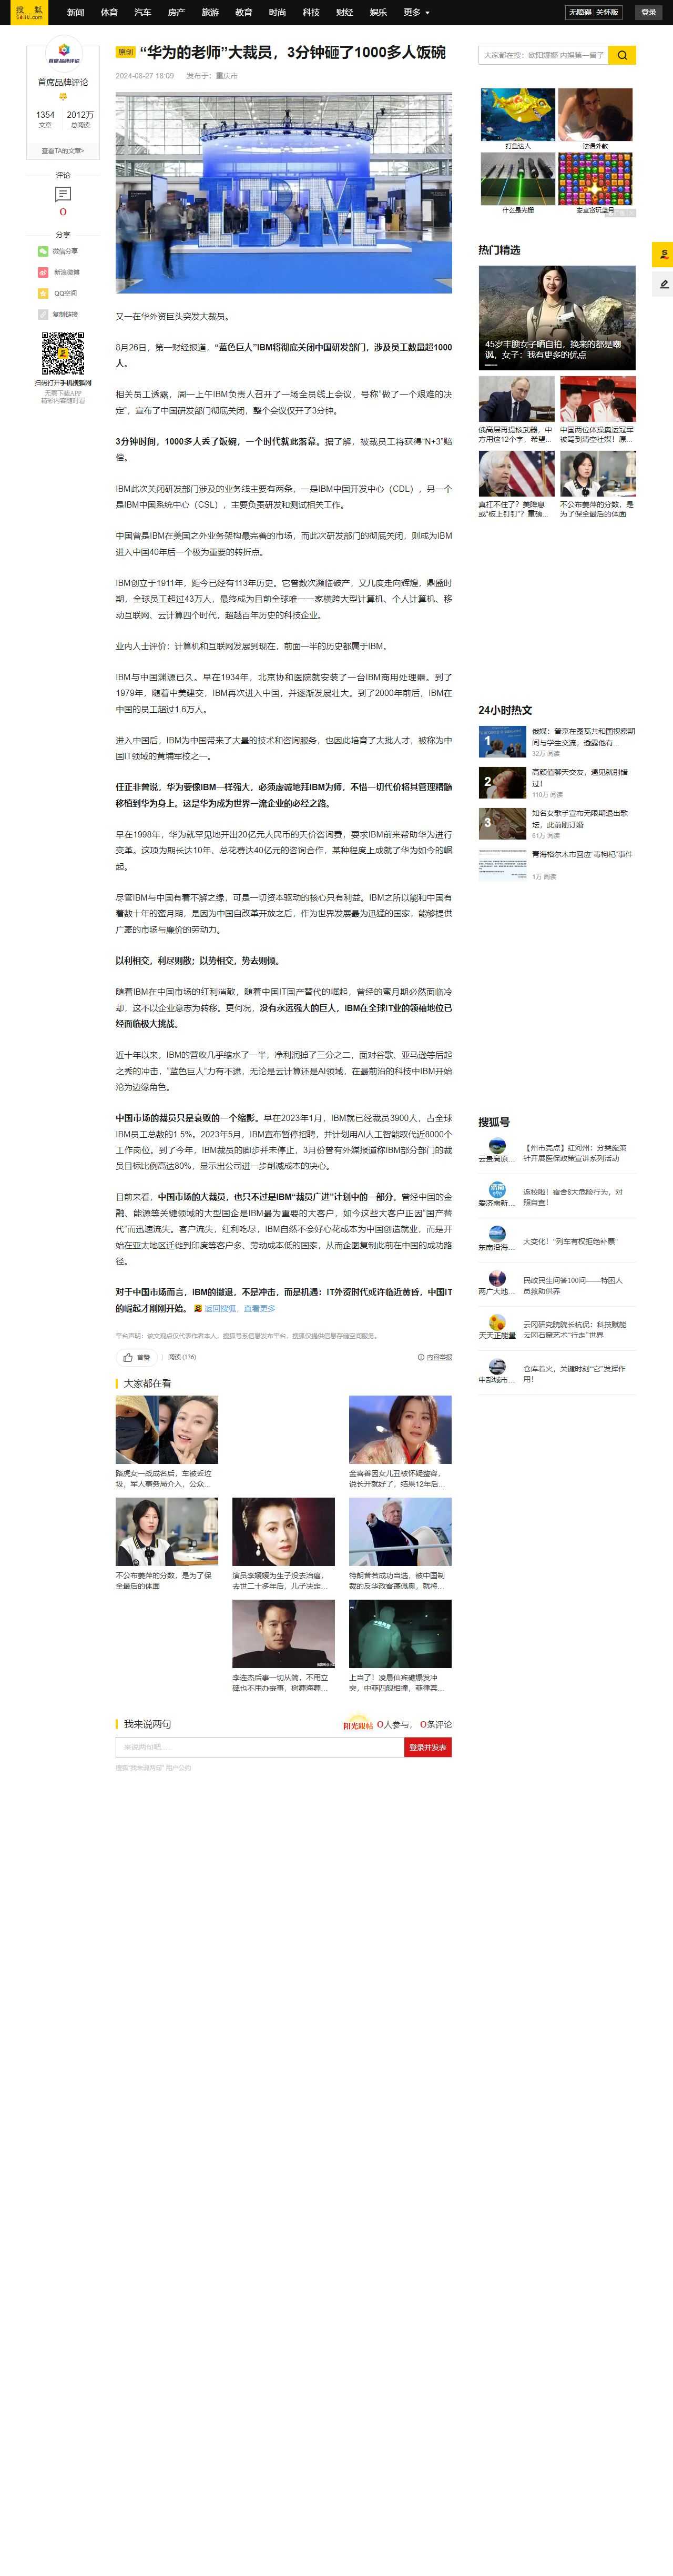 搜狐
新闻 体育 汽车 房产 旅游 教育 时尚 科技 财经 娱乐 更多
无障碍 关怀版
登录
首席品牌评论
1354 2012万
文章 总阅读
查看TA的文章>
评论
0
分享
微信分享
新浪微博
QQ空间
复制链接
扫码打开手机搜狐网
无需下载APP
精彩内容随时看
原创 “华为的老师”大裁员，3分钟砸了1000多人饭碗
2024-08-27 18:09 发布于：重庆市
IBM
又一在华外资巨头突发大裁员。
8月26日，第一财经报道，“蓝色巨人”IBM将彻底关闭中国研发部门，涉及员工数量超1000
人。
相关员工透露，周一上午IBM负责人召开了一场全员线上会议，号称“做了一个艰难的决
定”，宣布了中国研发部门彻底关闭，整个会议仅开了3分钟。
3分钟时间，1000多人丢了饭碗，一个时代就此落幕。据了解，被裁员工将获得“N+3”赔
偿。
IBM此次关闭研发部门涉及的业务线主要有两条，一是IBM中国开发中心（CDL），另一个
是IBM中国系统中心（CSL），主要负责研发和测试相关工作。
中国曾是IBM在美国之外业务架构最完善的市场，而此次研发部门的彻底关闭，则成为IBM
进入中国40年后一个极为重要的转折点。
IBM创立于1911年，距今已经有113年历史。它曾数次濒临破产，又几度走向辉煌，鼎盛时
期，全球员工超过43万人，最终成为目前全球唯一一家横跨大型计算机、个人计算机、移
动互联网、云计算四个时代，超越百年历史的科技企业。
业内人士评价：计算机和互联网发展到现在，前面一半的历史都属于IBM。
IBM与中国渊源已久。早在1934年，北京协和医院就安装了一台IBM商用处理器。到了
1979年，随着中美建交，IBM再次进入中国，并逐渐发展壮大。到了2000年前后，IBM在
中国的员工超过1.6万人。
进入中国后，IBM为中国带来了大量的技术和咨询服务，也因此培育了大批人才，被称为中
国IT领域的黄埔军校之一。
任正非曾说，华为要像IBM一样强大，必须虔诚地拜IBM为师，不惜一切代价将其管理精髓
移植到华为身上。这是华为成为世界一流企业的必经之路。
早在1998年，华为就罕见地开出20亿元人民币的天价咨询费，要求IBM前来帮助华为进行
变革。这项为期长达10年、总花费达40亿元的咨询合作，某种程度上成就了华为如今的崛
起。
尽管IBM与中国有着不解之缘，可是一切资本驱动的核心只有利益。IBM之所以能和中国有
着数十年的蜜月期，是因为中国自改革开放之后，作为世界发展最为迅猛的国家，能够提供
广袤的市场与廉价的劳动力。
以利相交，利尽则散；以势相交，势去则倾。
随着IBM在中国市场的红利消散，随着中国IT国产替代的崛起，曾经的蜜月期必然面临冷
却，这不以企业意志为转移。更何况，没有永远强大的巨人，IBM在全球IT业的领袖地位已
经面临极大挑战。
近十年以来，IBM的营收几乎缩水了一半，净利润掉了三分之二，面对谷歌、亚马逊等后起
之秀的冲击，“蓝色巨人”力有不逮，无论是云计算还是AI领域，在最前沿的科技中IBM开始
沦为边缘角色。
中国市场的裁员只是衰败的一个缩影。早在2023年1月，IBM就已经裁员3900人，占全球
IBM员工总数的1.5%。2023年5月，IBM宣布暂停招聘，并计划用AI人工智能取代近8000个
工作岗位。到了今年，IBM裁员的脚步并未停止，3月份曾有外媒报道称IBM部分部门的裁
员目标比例高达80%，显示出公司进一步削减成本的决心。
目前来看，中国市场的大裁员，也只不过是IBM“裁员广进”计划中的一部分，曾经中国的金
融、能源等关键领域的大型国企是IBM最为重要的大客户，如今这些大客户正因“国产替
代”而迅速流失。客户流失，红利吃尽，IBM自然不会好心花成本为中国创造就业，而是开
始在亚太地区迁徙到印度等客户多、劳动成本低的国家，从而企图复制此前在中国的成功路
径。
对于中国市场而言，IBM的撤退，不是冲击，而是机遇：IT外资时代或许临近黄昏，中国IT
的崛起才刚刚开始。 返回搜狐，查看更多
平台声明：该文观点仅代表作者本人，搜狐号系信息发布平台，搜狐仅提供信息存储空间服务。
首赞 阅读 (136)
内容举报
大家都在看
路虎女一战成名后，车被丢垃
圾，军人事务局介入，公众...
金喜善因女儿丑被怀疑整容，
说长开就好了，结果12年后...
不公布姜萍的分数，是为了保
全最后的体面
演员李媛媛为生子没去治癌，
去世二十多年后，儿子决定...
特朗普若成功当选，被中国制
裁的反华政客蓬佩奥，就将...
李连杰后事一切从简，不用立
碑也不用办丧事，树葬海葬...
上当了！凌晨仙宾礁爆发冲
突，中菲四舰相撞，菲律宾...
我来说两句
阳光跟帖 0人参与， 0条评论
来说两句吧......
登录并发表
搜狐“我来说两句” 用户公约
大家都在搜：欧阳娜娜 内娱第一留子
打鱼达人 法语外教
什么是光栅 安卓贪玩蓝月
热门精选
45岁丰腴女子晒自拍，换来的都是嘲
讽，女子：我有更多的优点
俄高层再提核武器，中
方用这12个字，希望...
中国两位体操奥运冠军
被骂到清空社媒！原...
真扛不住了？美降息
或“板上钉钉”？重磅...
不公布姜萍的分数，是
为了保全最后的体面
24小时热文
1
俄媒：普京在图瓦共和国视察期
间与学生交流，透露他有...
32万 阅读
2
高颜值聊天交友，遇见就别错
过！
110万 阅读
3
知名女歌手宣布无限期退出歌
坛，此前刚订婚
61万 阅读
青海格尔木市回应“毒枸杞”事件
1万 阅读
搜狐号
云贵高原...
【州市亮点】红河州：分类施策
针开展医保政策宣讲系列活动
爱济南新...
返校啦！宿舍8大危险行为，对
照自查！
东南沿海...
大变化！“列车有权拒绝补票”
两广大地...
民政民生问答100问——特困人
员救助供养
天天正能量
云冈研究院院长杭侃：科技赋能
云冈石窟艺术“行走”世界
中部城市...
仓库着火，关键时刻“它”发挥作
用！